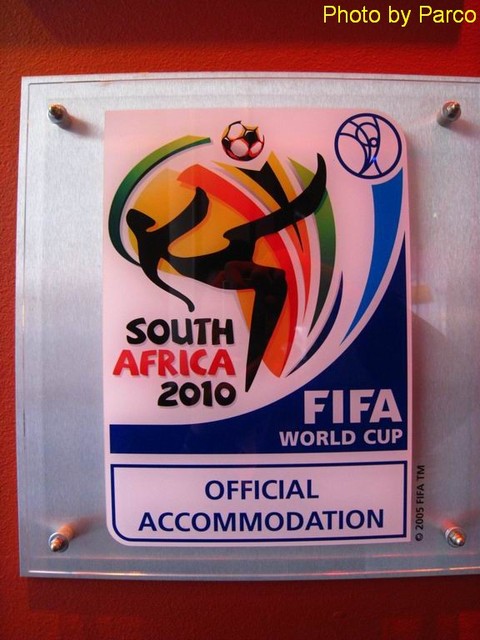 Photo by Parco
SOUTH
AFRICA
2010
FIFA
WORLD CUP
OFFICIAL
ACCOMMODATION
© 2005 FIFA TM